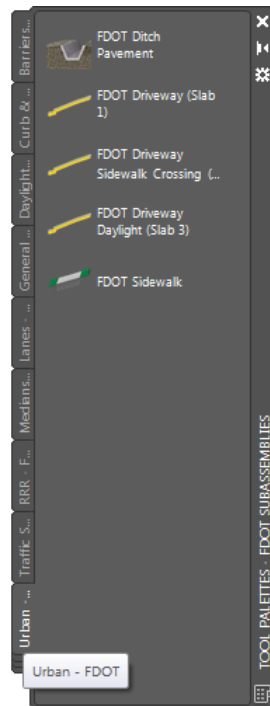 FDOT Ditch
Pavement
FDOT Driveway (Slab
1)
FDOT Driveway
Sidewalk Crossing (...
FDOT Driveway
Daylight (Slab 3)
FDOT Sidewalk
Barriers...
Curb & ...
Daylight...
General ...
Lanes - ...
Medians...
RRR - F...
Traffic S...
Urban -...
Urban - FDOT
TOOL PALETTES - FDOT SUBASSEMBLIES